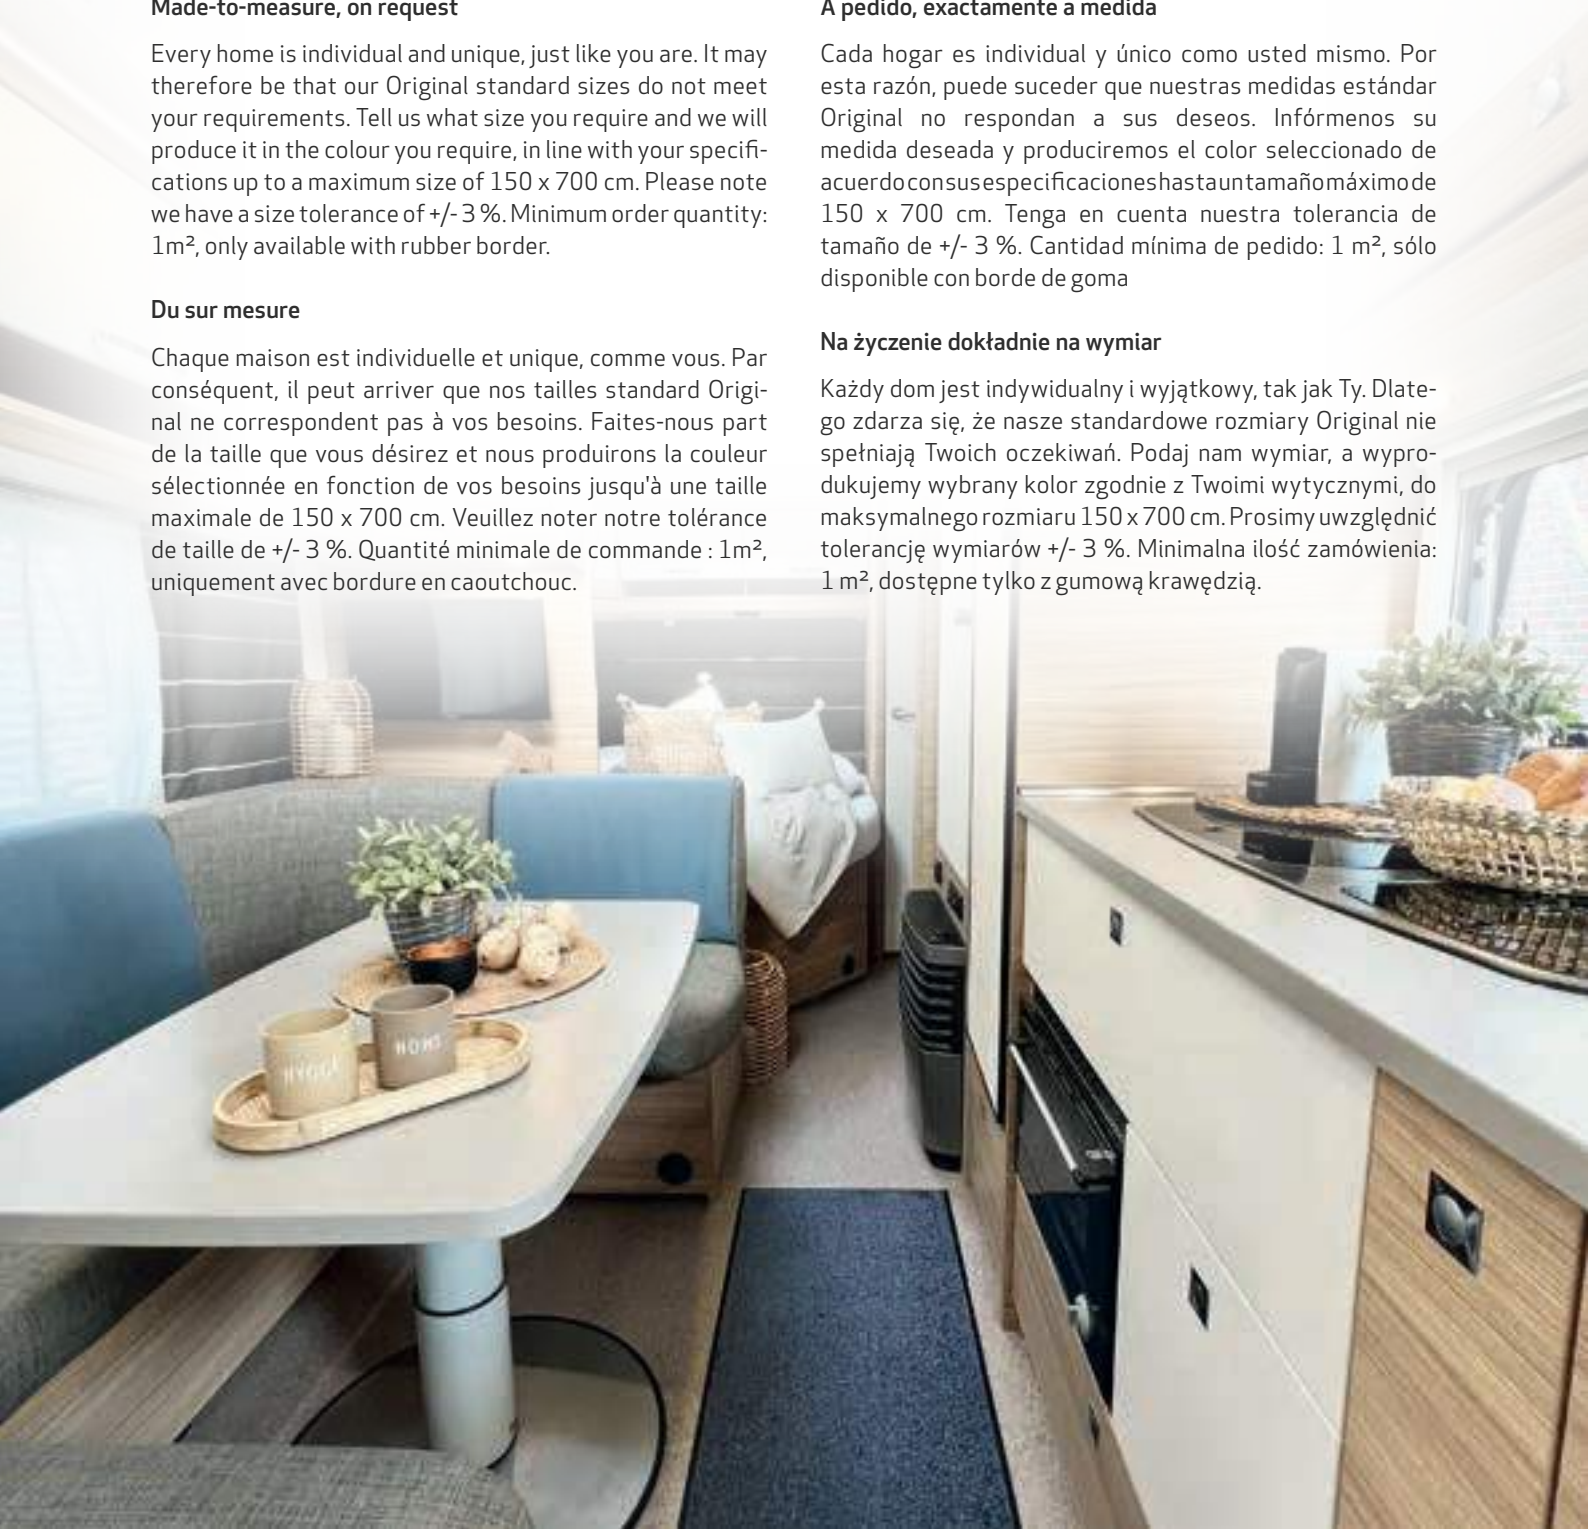 Made-to-measure, on request
Every home is individual and unique, just like you are. It may
therefore be that our Original standard sizes do not meet
your requirements. Tell us what size you require and we will
produce it in the colour you require, in line with your specifi-
cations up to a maximum size of 150 x 700 cm. Please note
we have a size tolerance of +/- 3 %. Minimum order quantity:
1m², only available with rubber border.
Du sur mesure
Chaque maison est individuelle et unique, comme vous. Par
conséquent, il peut arriver que nos tailles standard Origi-
nal ne correspondent pas à vos besoins. Faites-nous part
de la taille que vous désirez et nous produirons la couleur
sélectionnée en fonction de vos besoins jusqu'à une taille
maximale de 150 x 700 cm. Veuillez noter notre tolérance
de taille de +/- 3 %. Quantité minimale de commande : 1m²,
uniquement avec bordure en caoutchouc.
A pedido, exactamente a medida
Cada hogar es individual y único como usted mismo. Por
esta razón, puede suceder que nuestras medidas estándar
Original no respondan a sus deseos. Infórmenos su
medida deseada y produciremos el color seleccionado de
acuerdo con sus especificaciones hasta un tamaño máximo de
150 x 700 cm. Tenga en cuenta nuestra tolerancia de
tamaño de +/- 3 %. Cantidad mínima de pedido: 1 m², sólo
disponible con borde de goma
Na życzenie dokładnie na wymiar
Każdy dom jest indywidualny i wyjątkowy, tak jak Ty. Dlate-
go zdarza się, że nasze standardowe rozmiary Original nie
spełniają Twoich oczekiwań. Podaj nam wymiar, a wypro-
dukujemy wybrany kolor zgodnie z Twoimi wytycznymi, do
maksymalnego rozmiaru 150 x 700 cm. Prosimy uwzględnić
tolerancję wymiarów +/- 3 %. Minimalna ilość zamówienia:
1 m², dostępne tylko z gumową krawędzią.
HYGGE